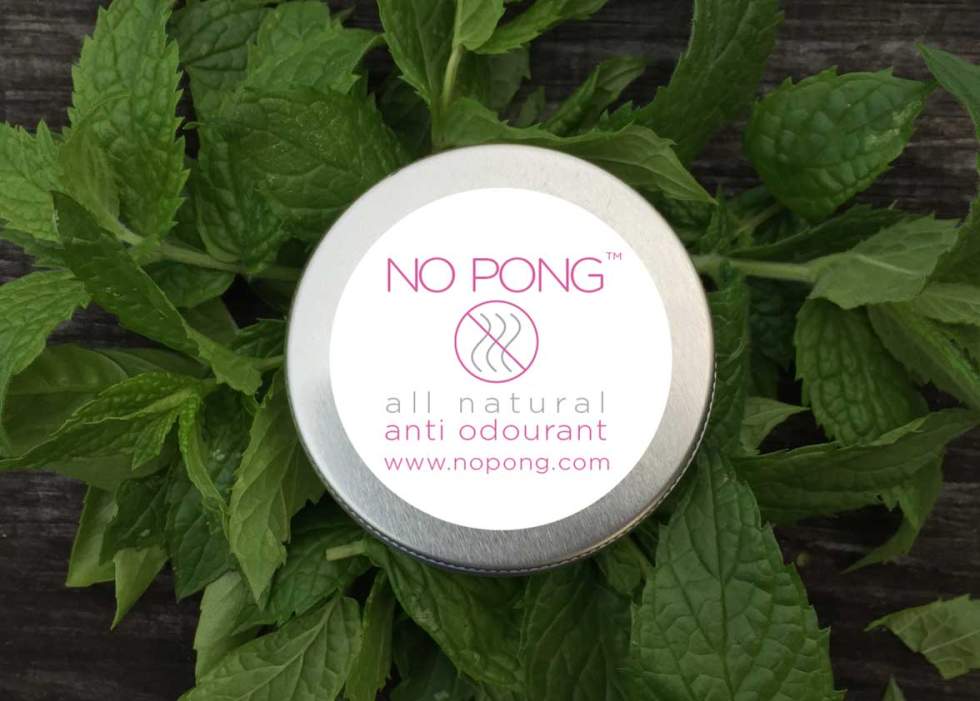 NO PONG™
all natural
anti odourant
www.nopong.com